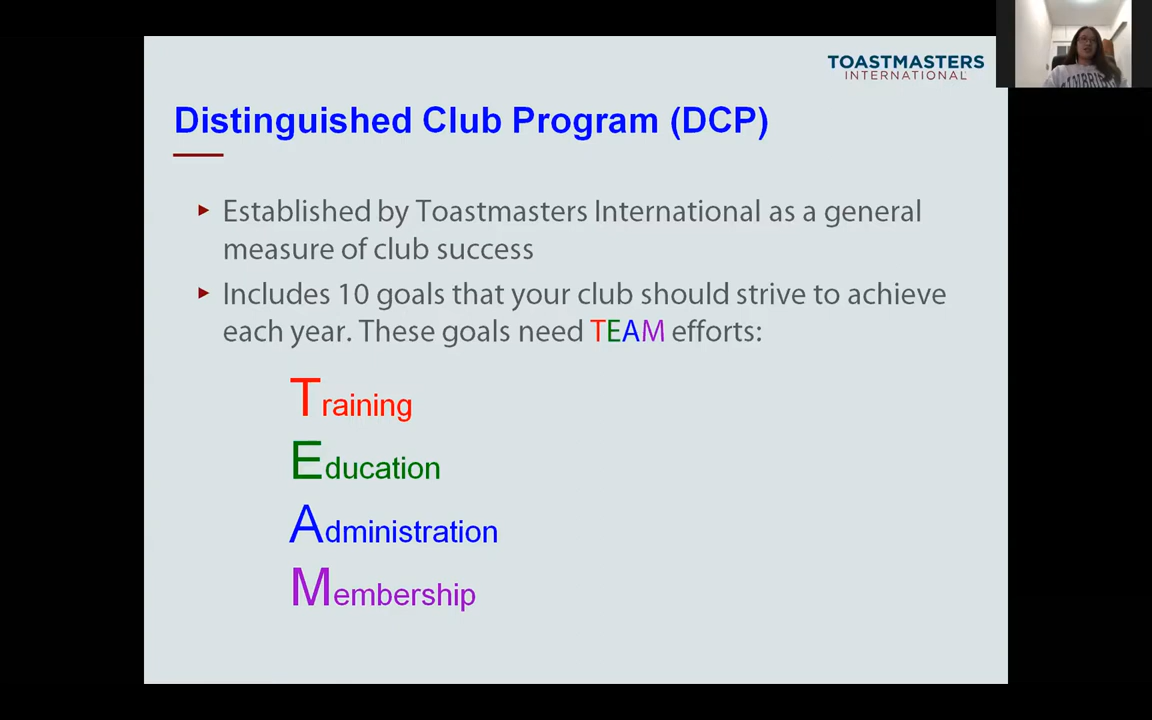 TOASTMASTERS
INTERNATIONAL
Distinguished Club Program (DCP)
Established by Toastmasters International as a general
measure of club success
Includes 10 goals that your club should strive to achieve
each year. These goals need TEAM efforts:
Training
Education
Administration
Membership